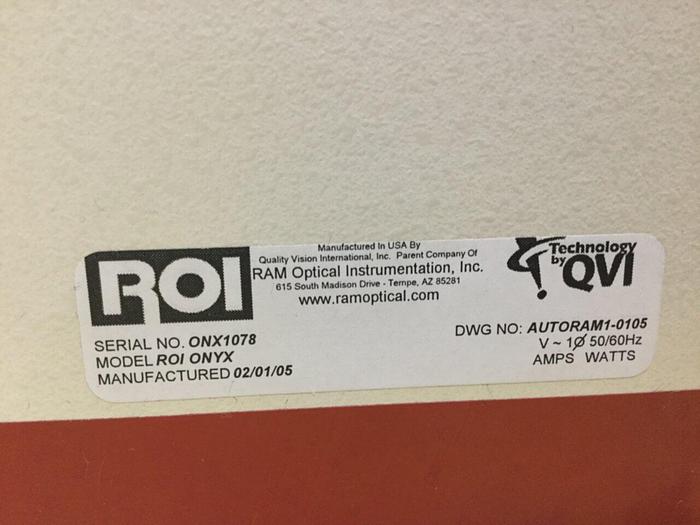 ROI
Manufactured In USA By
Quality Vision International, Inc. Parent Company Of
RAM Optical Instrumentation, Inc.
615 South Madison Drive - Tempe, AZ 85281
www.ramoptical.com
Technology
by QVI
SERIAL NO. ONX1078
MODEL ROI ONYX
MANUFACTURED 02/01/05
DWG NO: AUTORAM1-0105
V ~ 1Ø 50/60Hz
AMPS WATTS